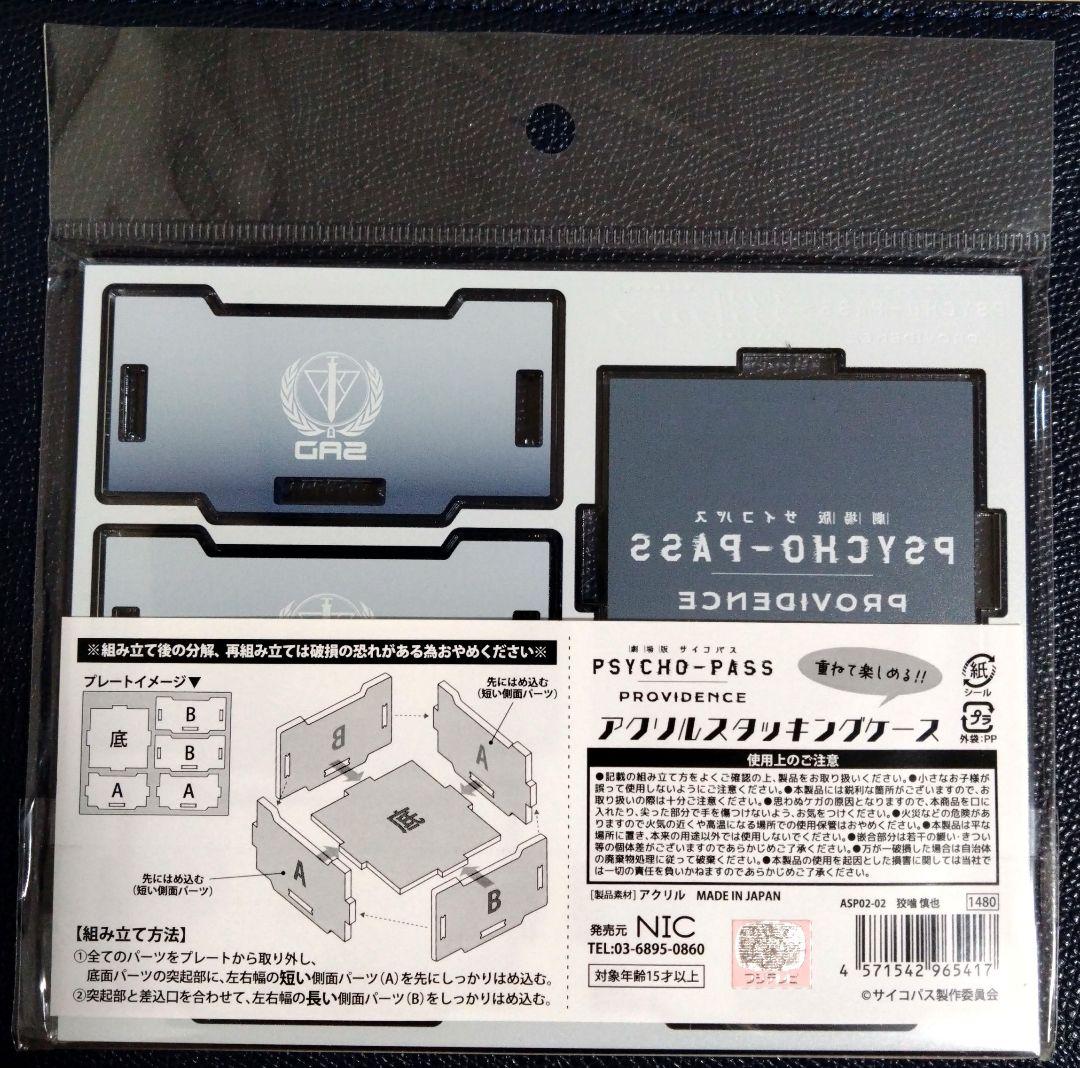 SAD
劇場版 サイコパス
PSYCHO-PASS
PROVIDENCE
※組み立て後の分解、再組み立ては破損の恐れがある為おやめください※
プレートイメージ▼
底
B
B
A
A
先にはめ込む
(短い側面パーツ)
B
A
底
A
B
先にはめ込む
(短い側面パーツ)
【組み立て方法】
①全てのパーツをプレートから取り外し、
底面パーツの突起部に、左右幅の短い側面パーツ(A)を先にしっかりはめ込む。
②突起部と差込口を合わせて、左右幅の長い側面パーツ(B)をしっかりはめ込む。
劇場版 サイコパス
PSYCHO-PASS
PROVIDENCE
重ねて楽しめる!!
アクリルスタッキングケース
紙
シール
プラ
外袋:PP
使用上のご注意
●記載の組み立て方をよくご確認の上、製品をお取り扱いください。●小さなお子様が
誤って使用しないようにご注意ください。●本製品には鋭利な箇所がございますので、お
取り扱いの際は十分ご注意ください。●思わぬケガの原因となりますので、本商品を口に
入れたり、尖った部分で手を傷つけないよう、お気をつけください。●火災などの危険があ
りますので火気の近くや高温になる場所での使用保管はおやめください。●本製品は平な
場所に置き、本来の用途以外では使用しないでください。●嵌合部分は若干の緩い・きつい
等の個体差がございますのであらかじめご了承ください。●万が一破損した場合は自治体
の廃棄物処理に従って破棄ください。●本製品の使用を起因とした損害に関しては当社で
は一切の責任を負いかねますのであらかじめご了承ください。
[製品素材] アクリル MADE IN JAPAN
ASP02-02 狡噛 慎也 1480
発売元 NIC
TEL:03-6895-0860
対象年齢15才以上
フジテレビ
4 571542 965417
©サイコパス製作委員会